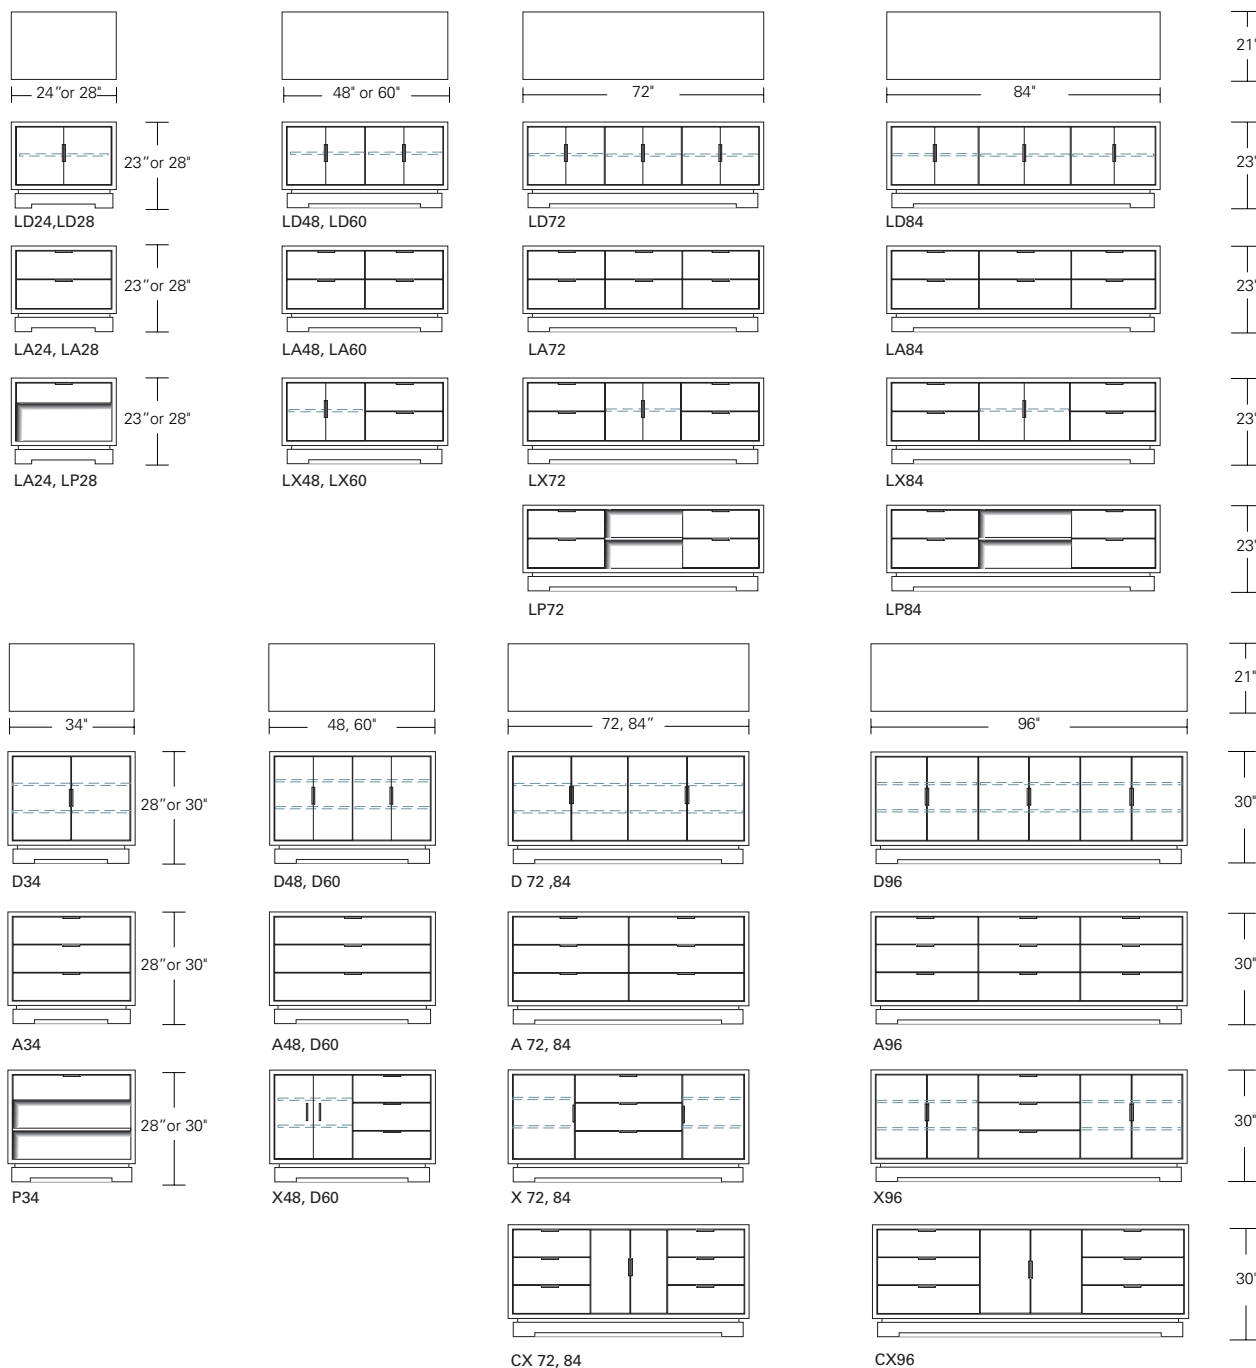 21"
24"or 28" 48" or 60" 72" 84"
23"or 28" 23"
LD24,LD28 LD48, LD60 LD72 LD84
23"or 28" 23"
LA24, LA28 LA48, LA60 LA72 LA84
23"or 28" 23"
LA24, LP28 LX48, LX60 LX72 LX84
23"
LP72 LP84
21"
34" 48, 60" 72, 84" 96"
28"or 30" 30"
D34 D48, D60 D 72 ,84 D96
28"or 30" 30"
A34 A48, D60 A 72, 84 A96
28"or 30" 30"
P34 X48, D60 X 72, 84 X96
30"
CX 72, 84 CX96